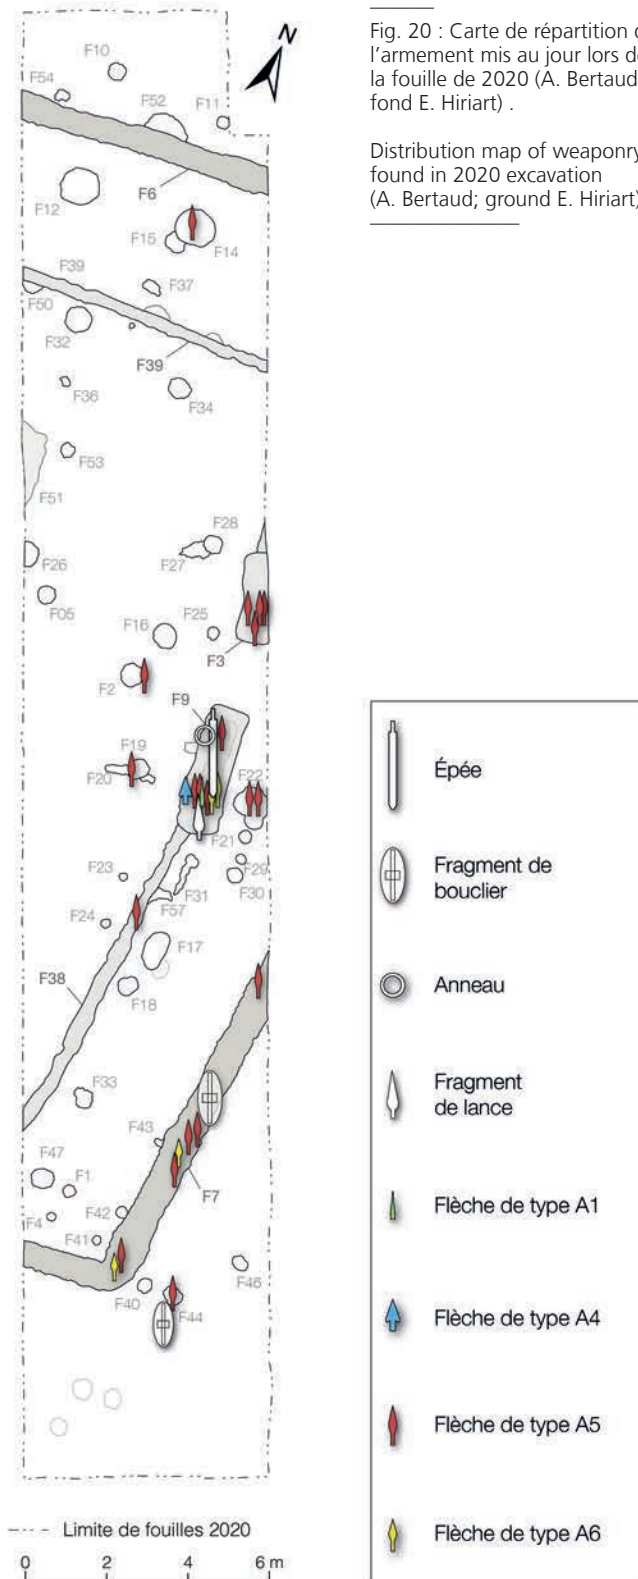 Fig. 20 : Carte de répartition
l'armement mis au jour lors
la fouille de 2020 (A. Bertaud
fond E. Hiriart) .
Distribution map of weaponry
found in 2020 excavation
(A. Bertaud; ground E. Hiriart)
N
F10
F54
F52
F11
F6
F12
F15
F14
F39
F37
F50
F32
F39
F36
F34
F53
F51
F28
F26
F27
F05
F16
F25
F3
F2
F9
F19
F20
F22
F21
F23
F29
F31
F30
F57
F24
F17
F38
F18
F33
F43
F47
F1
F7
F42
F4
F41
F40
F46
F44
Limite de fouilles 2020
0 2 4 6 m
Épée
Fragment de
bouclier
Anneau
Fragment
de lance
Flèche de type A1
Flèche de type A4
Flèche de type A5
Flèche de type A6